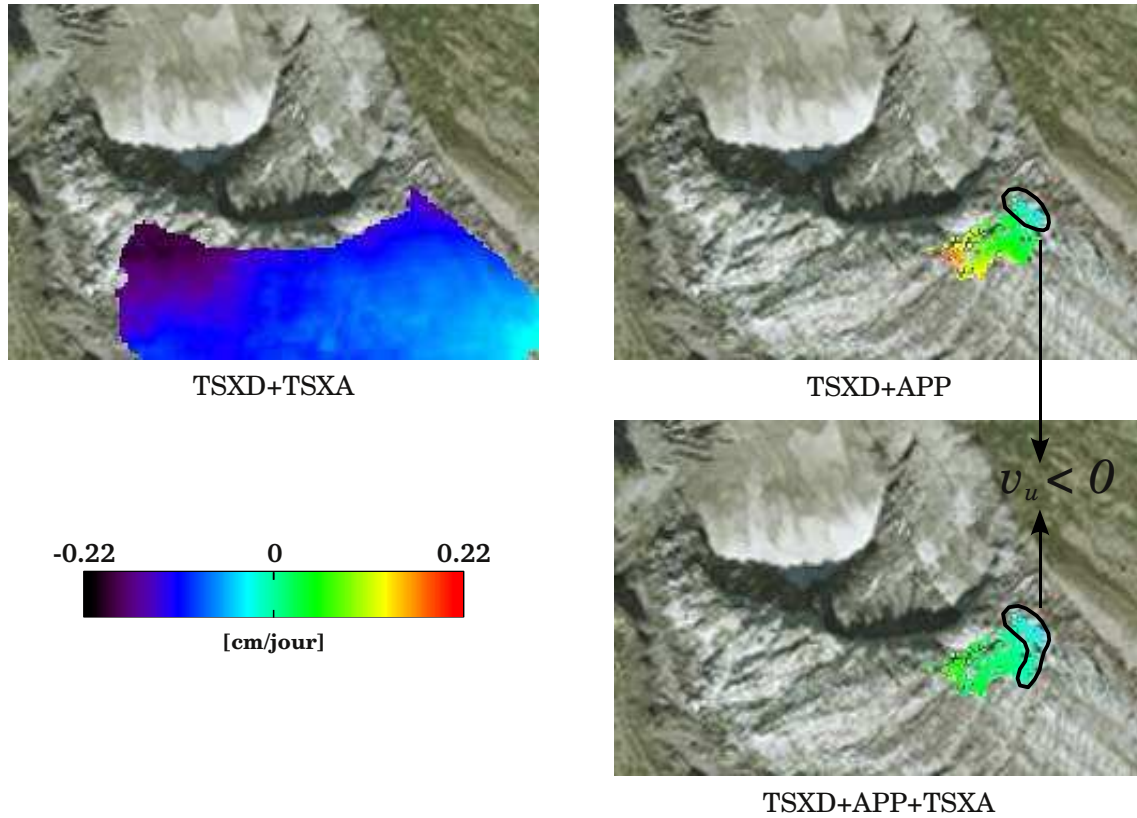 TSXD+TSXA
TSXD+APP
v_u < 0
-0.22 0 0.22
[cm/jour]
TSXD+APP+TSXA